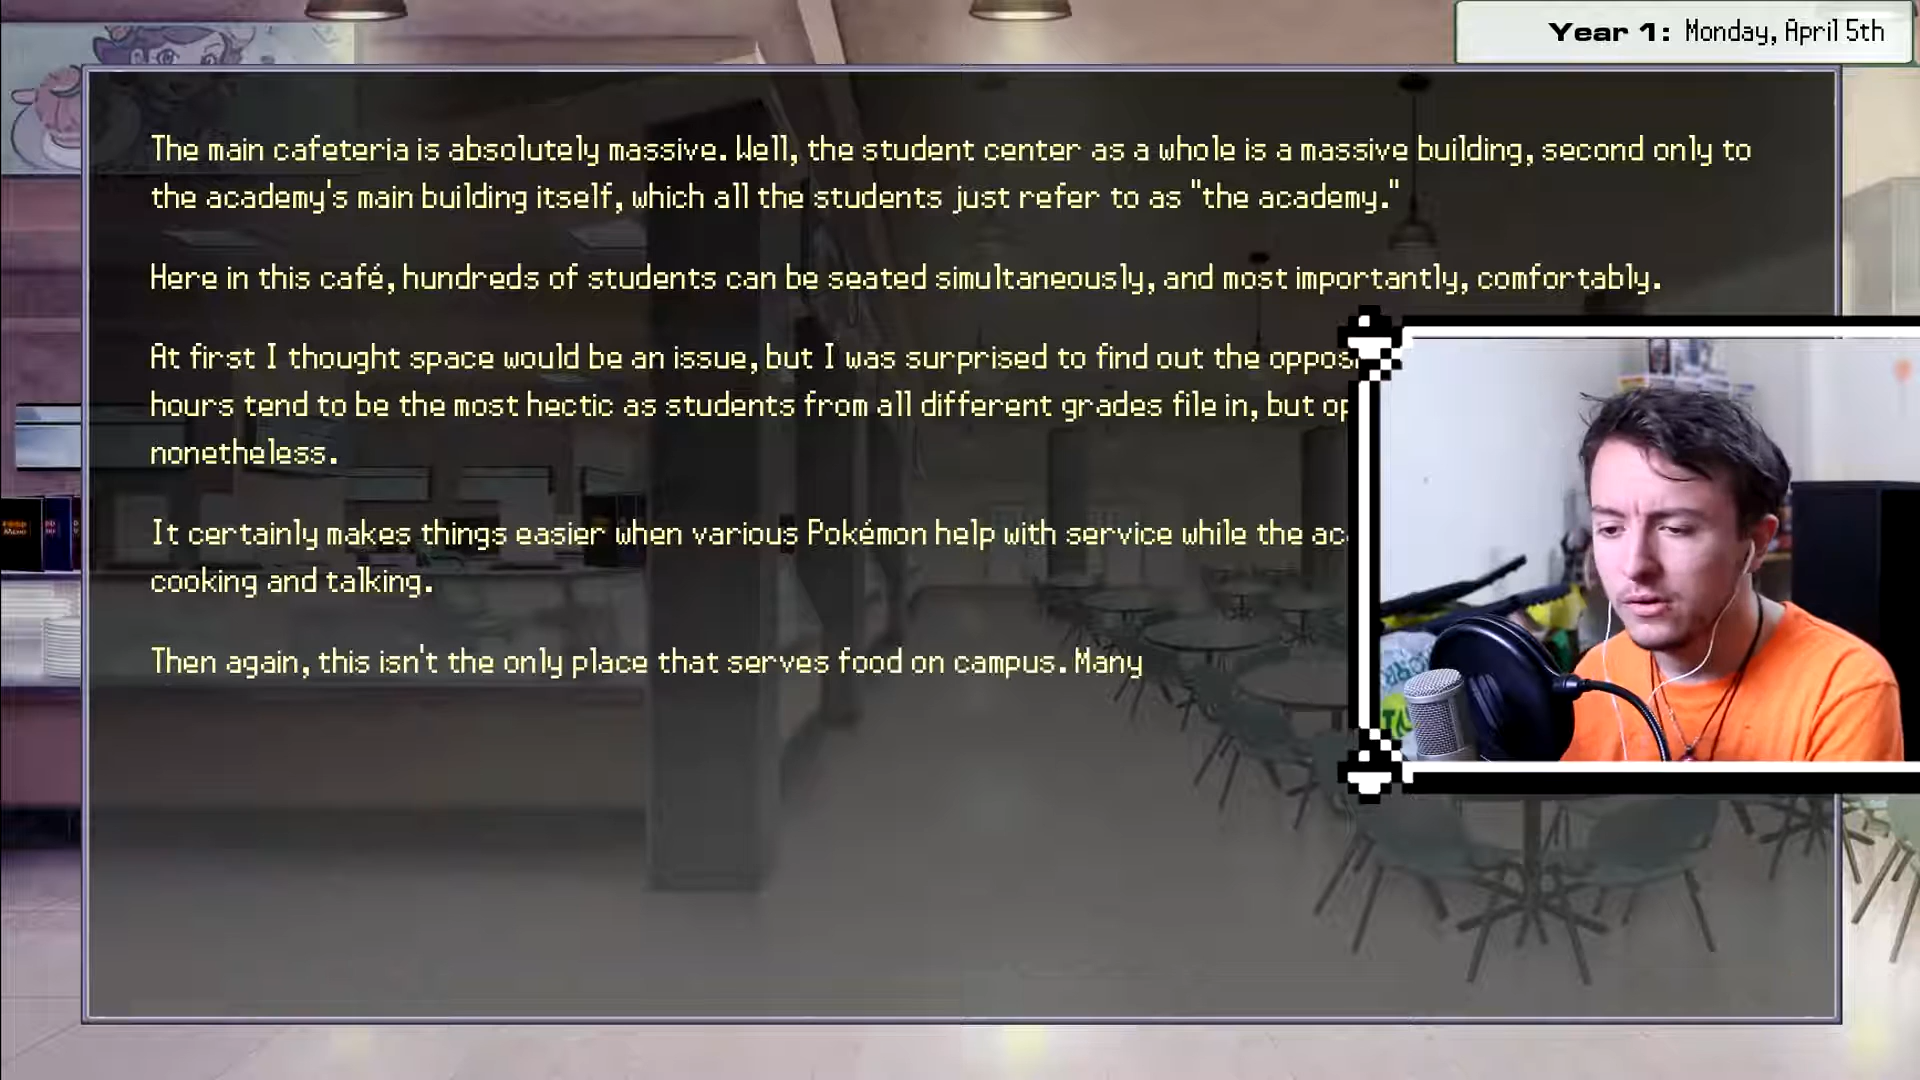 Year 1: Monday, April 5th
The main cafeteria is absolutely massive. Well, the student center as a whole is a massive building, second only to
the academy's main building itself, which all the students just refer to as "the academy."
Here in this café, hundreds of students can be seated simultaneously, and most importantly, comfortably.
At first I thought space would be an issue, but I was surprised to find out the
hours tend to be the most hectic as students from all different grades file in, but
nonetheless.
It certainly makes things easier when various Pokémon help with service while the
cooking and talking.
Then again, this isn't the only place that serves food on campus. Many